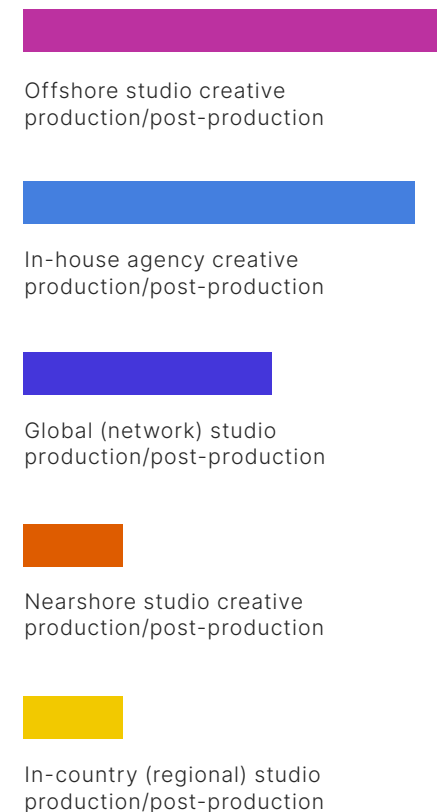 Offshore studio creative
production/post-production
In-house agency creative
production/post-production
Global (network) studio
production/post-production
Nearshore studio creative
production/post-production
In-country (regional) studio
production/post-production